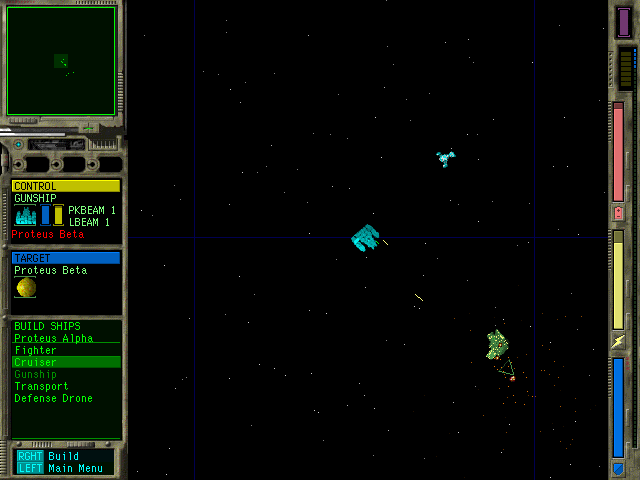 CONTROL
GUNSHIP
PKBEAM 1
LBEAM 1
Proteus Beta
TARGET
Proteus Beta
BUILD SHIPS
Proteus Alpha
Fighter
Cruiser
Gunship
Transport
Defense Drone
RGHT Build
LEFT Main Menu